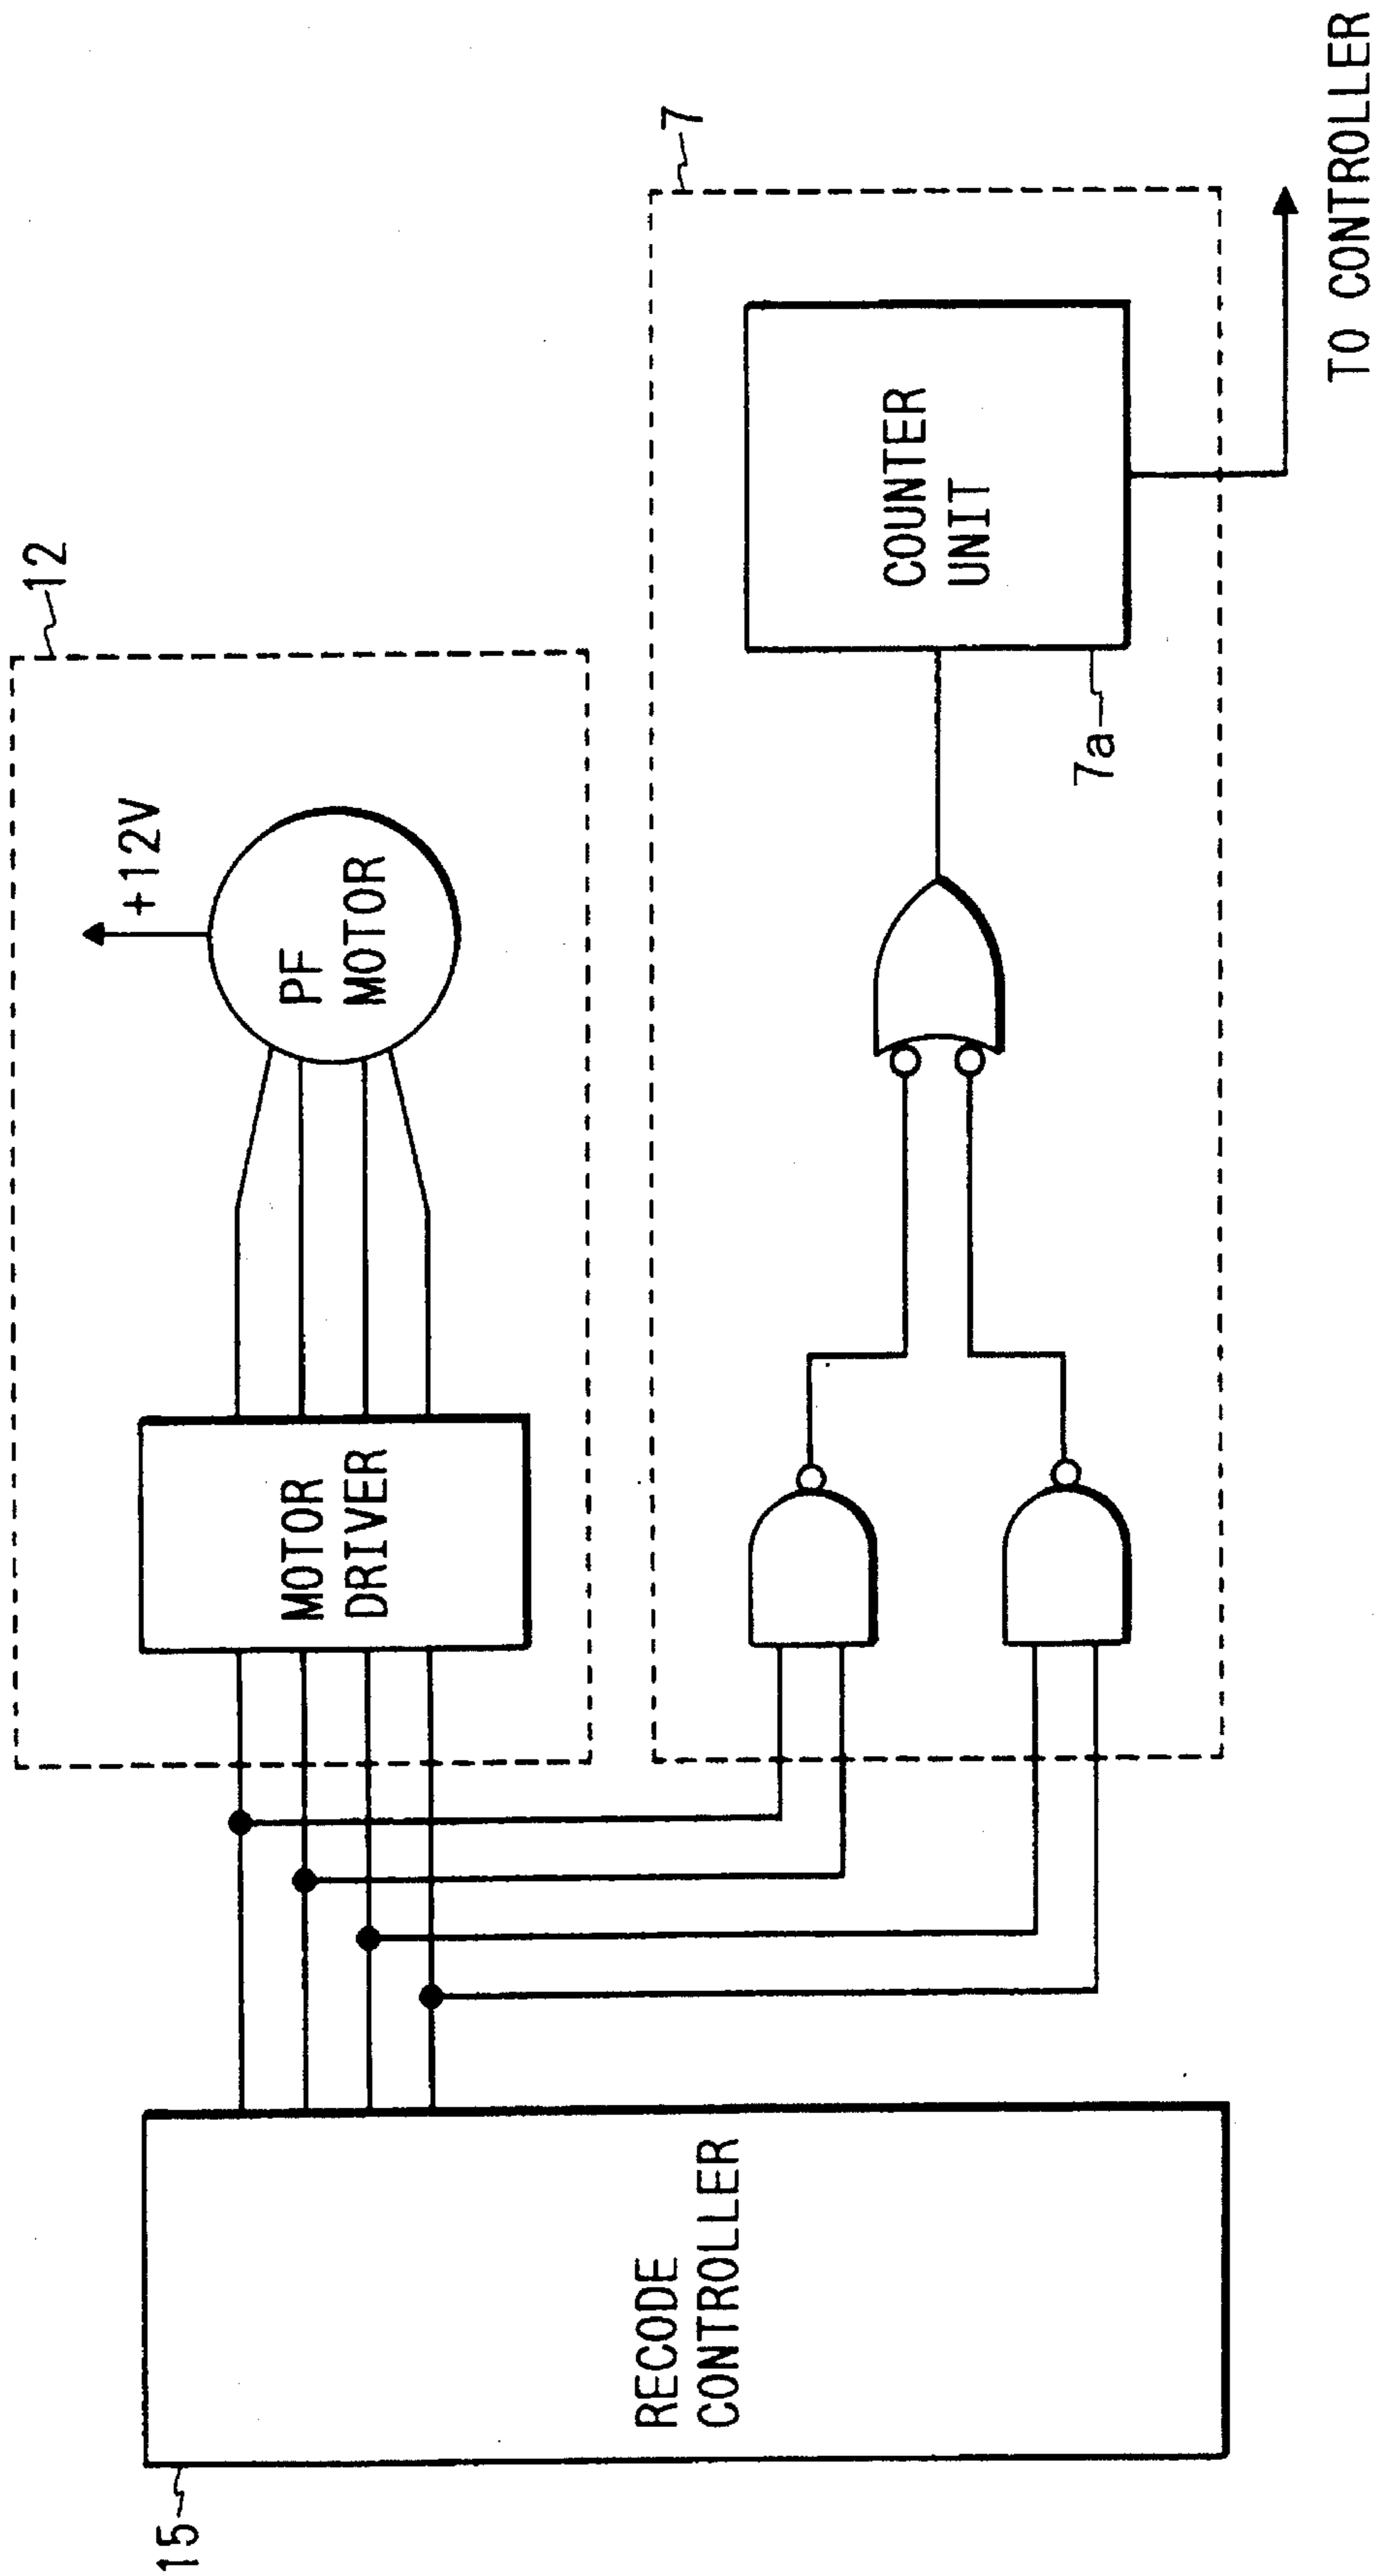 12
+12V
PF
MOTOR
MOTOR
DRIVER
7
COUNTER
UNIT
7a
TO CONTROLLER
RECODE
CONTROLLER
15